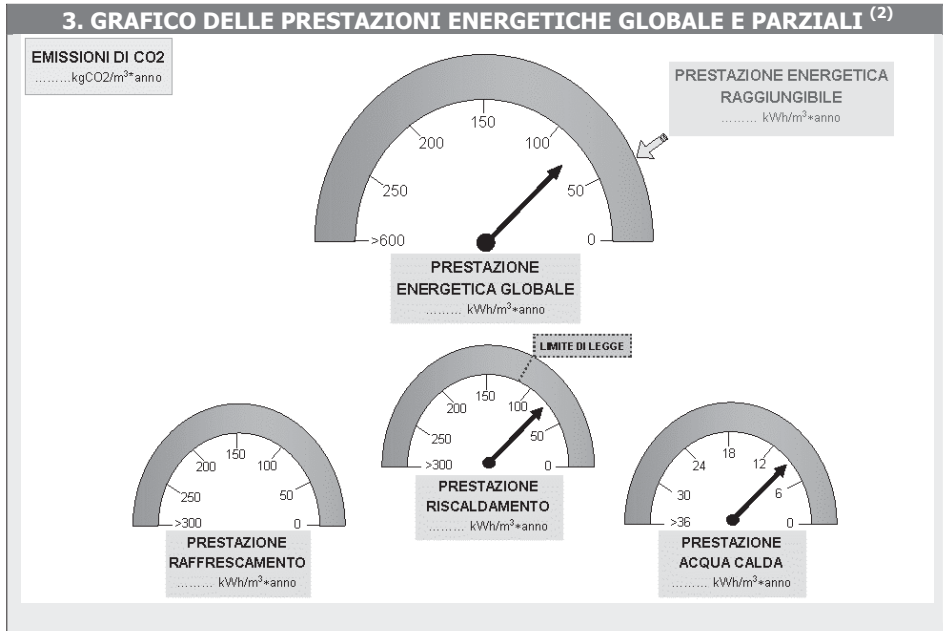 3. GRAFICO DELLE PRESTAZIONI ENERGETICHE GLOBALE E PARZIALI (2)
EMISSIONI DI CO2
.........kgCO2/m³*anno
PRESTAZIONE ENERGETICA
RAGGIUNGIBILE
......... kWh/m³*anno
150
200
100
250
50
>600
0
PRESTAZIONE
ENERGETICA GLOBALE
......... kWh/m³*anno
LIMITE DI LEGGE
150
200
100
250
50
>300
0
PRESTAZIONE
RISCALDAMENTO
......... kWh/m³*anno
150
200
100
250
50
>300
0
PRESTAZIONE
RAFFRESCAMENTO
......... kWh/m³*anno
18
24
12
30
6
>36
0
PRESTAZIONE
ACQUA CALDA
......... kWh/m³*anno